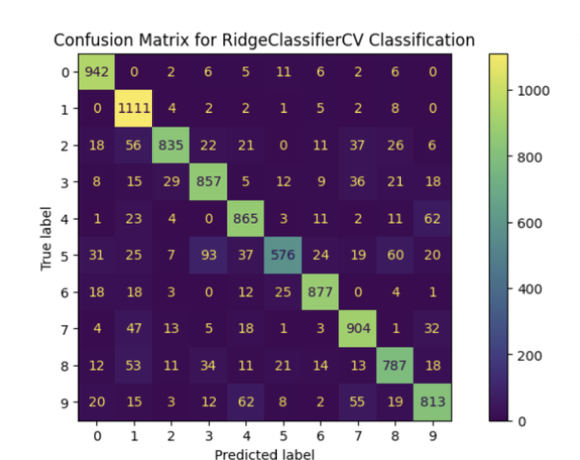 Confusion Matrix for RidgeClassifierCV Classification
0 942 0 2 6 5 11 6 2 6 0
1 0 1111 4 2 2 1 5 2 8 0
2 18 56 835 22 21 0 11 37 26 6
3 8 15 29 857 5 12 9 36 21 18
4 1 23 4 0 865 3 11 2 11 62
5 31 25 7 93 37 576 24 19 60 20
6 18 18 3 0 12 25 877 0 4 1
7 4 47 13 5 18 1 3 904 1 32
8 12 53 11 34 11 21 14 13 787 18
9 20 15 3 12 62 8 2 55 19 813
0 1 2 3 4 5 6 7 8 9
Predicted label
True label
1000
800
600
400
200
0